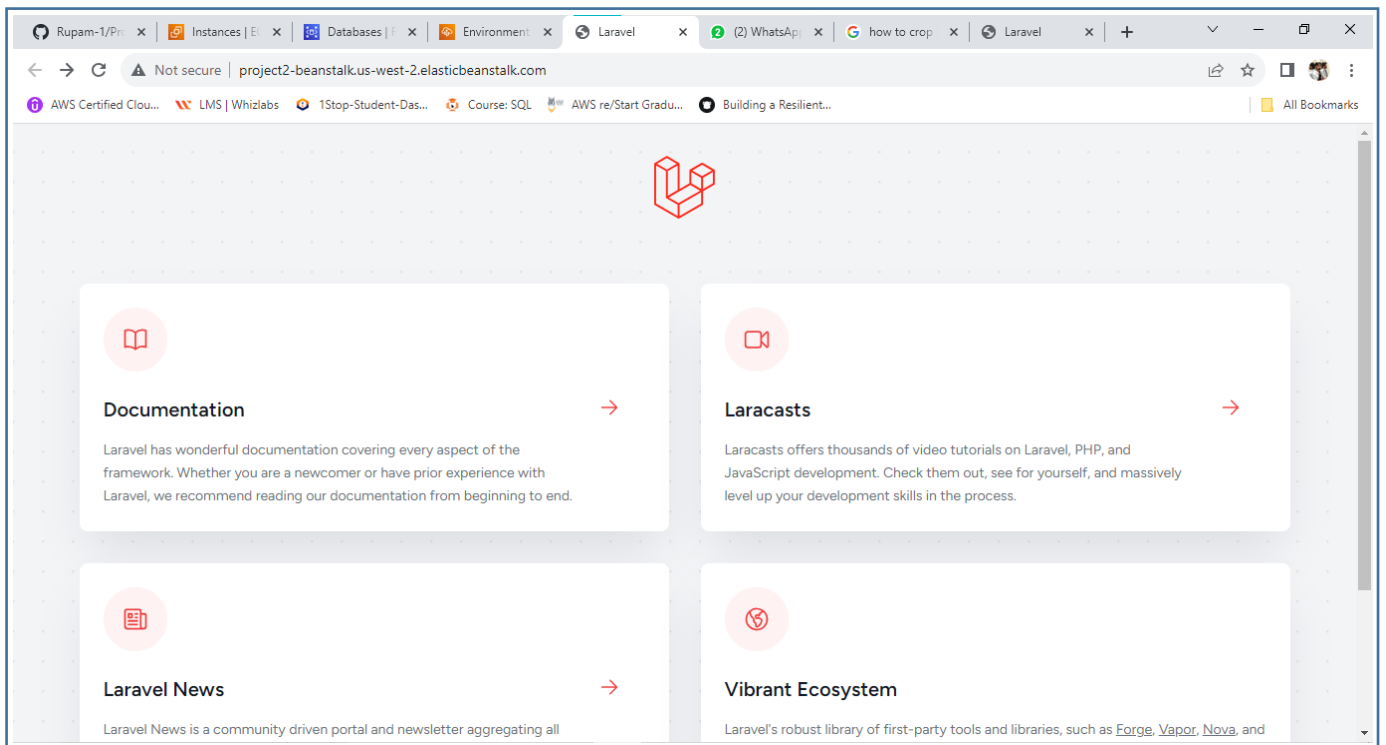 Rupam-1/Pro
Instances | EC
Databases | R
Environment
Laravel
2
(2) WhatsApp
how to crop
Laravel
Not secure | project2-beanstalk.us-west-2.elasticbeanstalk.com
AWS Certified Clou...
LMS | Whizlabs
1Stop-Student-Das...
Course: SQL
AWS re/Start Gradu...
Building a Resilient...
All Bookmarks
Documentation
Laravel has wonderful documentation covering every aspect of the
framework. Whether you are a newcomer or have prior experience with
Laravel, we recommend reading our documentation from beginning to end.
Laracasts
Laracasts offers thousands of video tutorials on Laravel, PHP, and
JavaScript development. Check them out, see for yourself, and massively
level up your development skills in the process.
Laravel News
Laravel News is a community driven portal and newsletter aggregating all
Vibrant Ecosystem
Laravel's robust library of first-party tools and libraries, such as Forge, Vapor, Nova, and